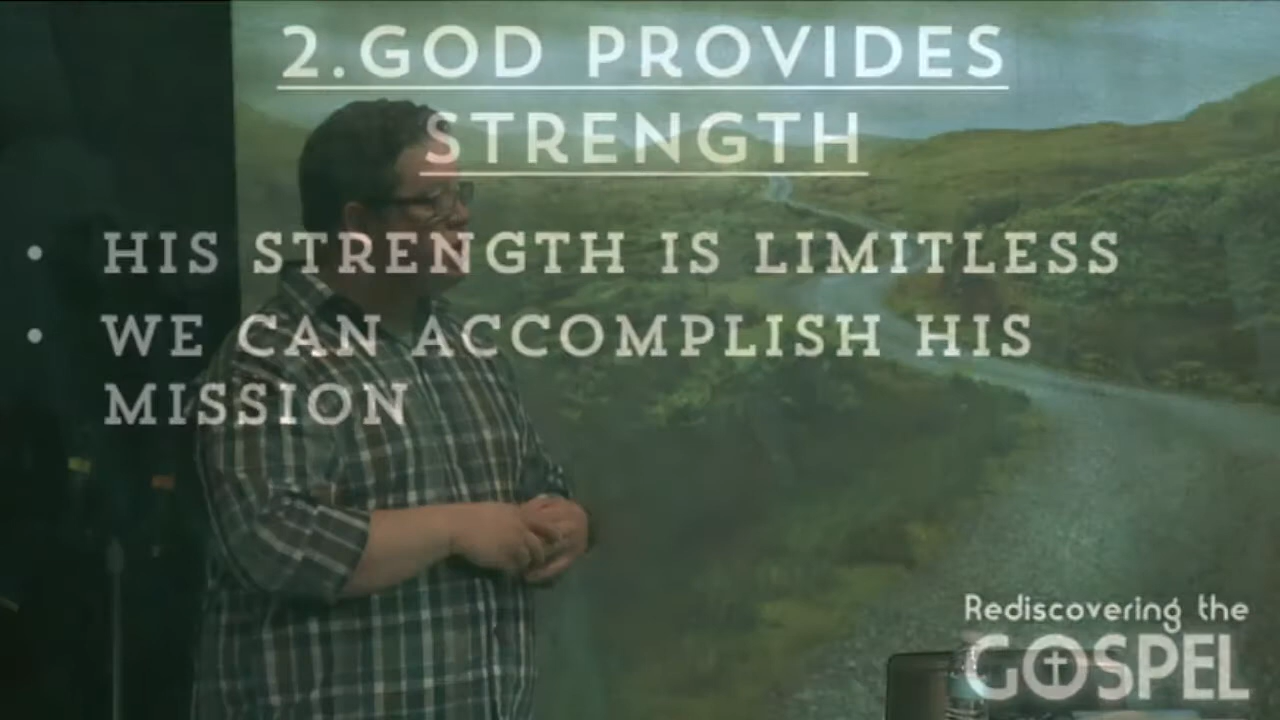 2.GOD PROVIDES
STRENGTH
• HIS STRENGTH IS LIMITLESS
• WE CAN ACCOMPLISH HIS
MISSION
Rediscovering the
GOSPEL